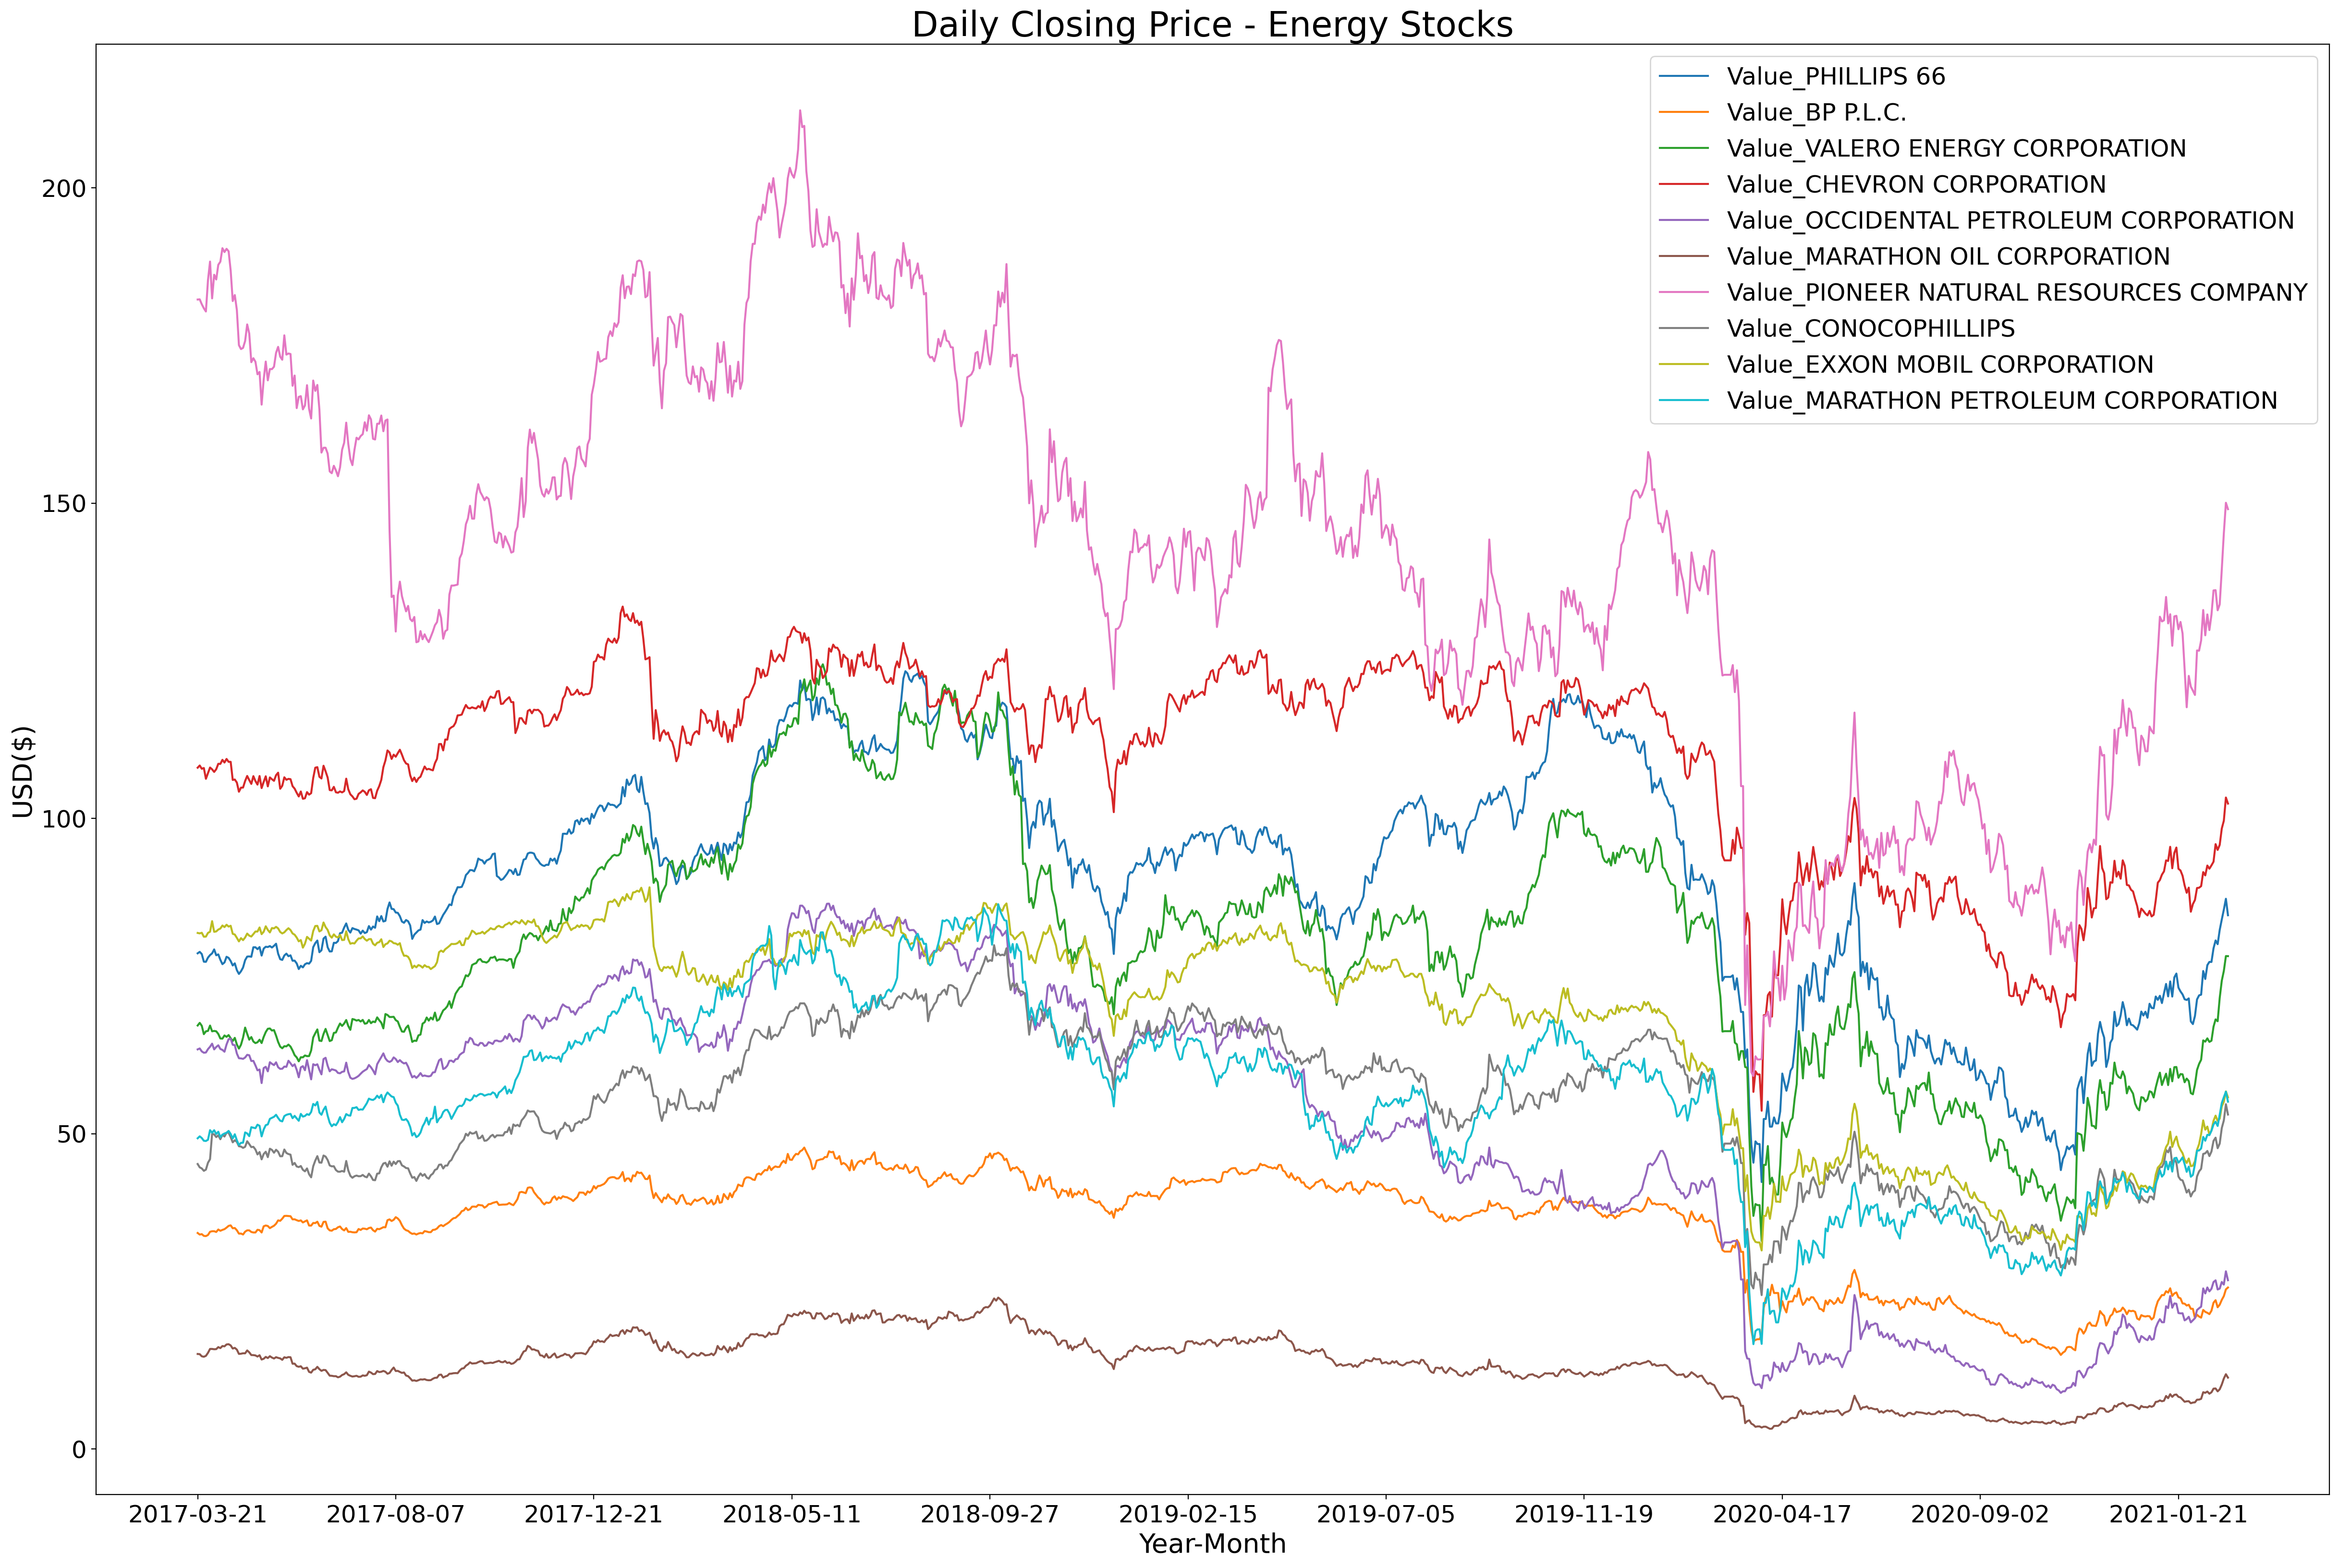 Daily Closing Price - Energy Stocks
Value_PHILLIPS 66
Value_BP P.L.C.
Value_VALERO ENERGY CORPORATION
Value_CHEVRON CORPORATION
Value_OCCIDENTAL PETROLEUM CORPORATION
Value_MARATHON OIL CORPORATION
Value_PIONEER NATURAL RESOURCES COMPANY
Value_CONOCOPHILLIPS
Value_EXXON MOBIL CORPORATION
Value_MARATHON PETROLEUM CORPORATION
USD($)
200
150
100
50
0
2017-03-21 2017-08-07 2017-12-21 2018-05-11 2018-09-27 2019-02-15 2019-07-05 2019-11-19 2020-04-17 2020-09-02 2021-01-21
Year-Month